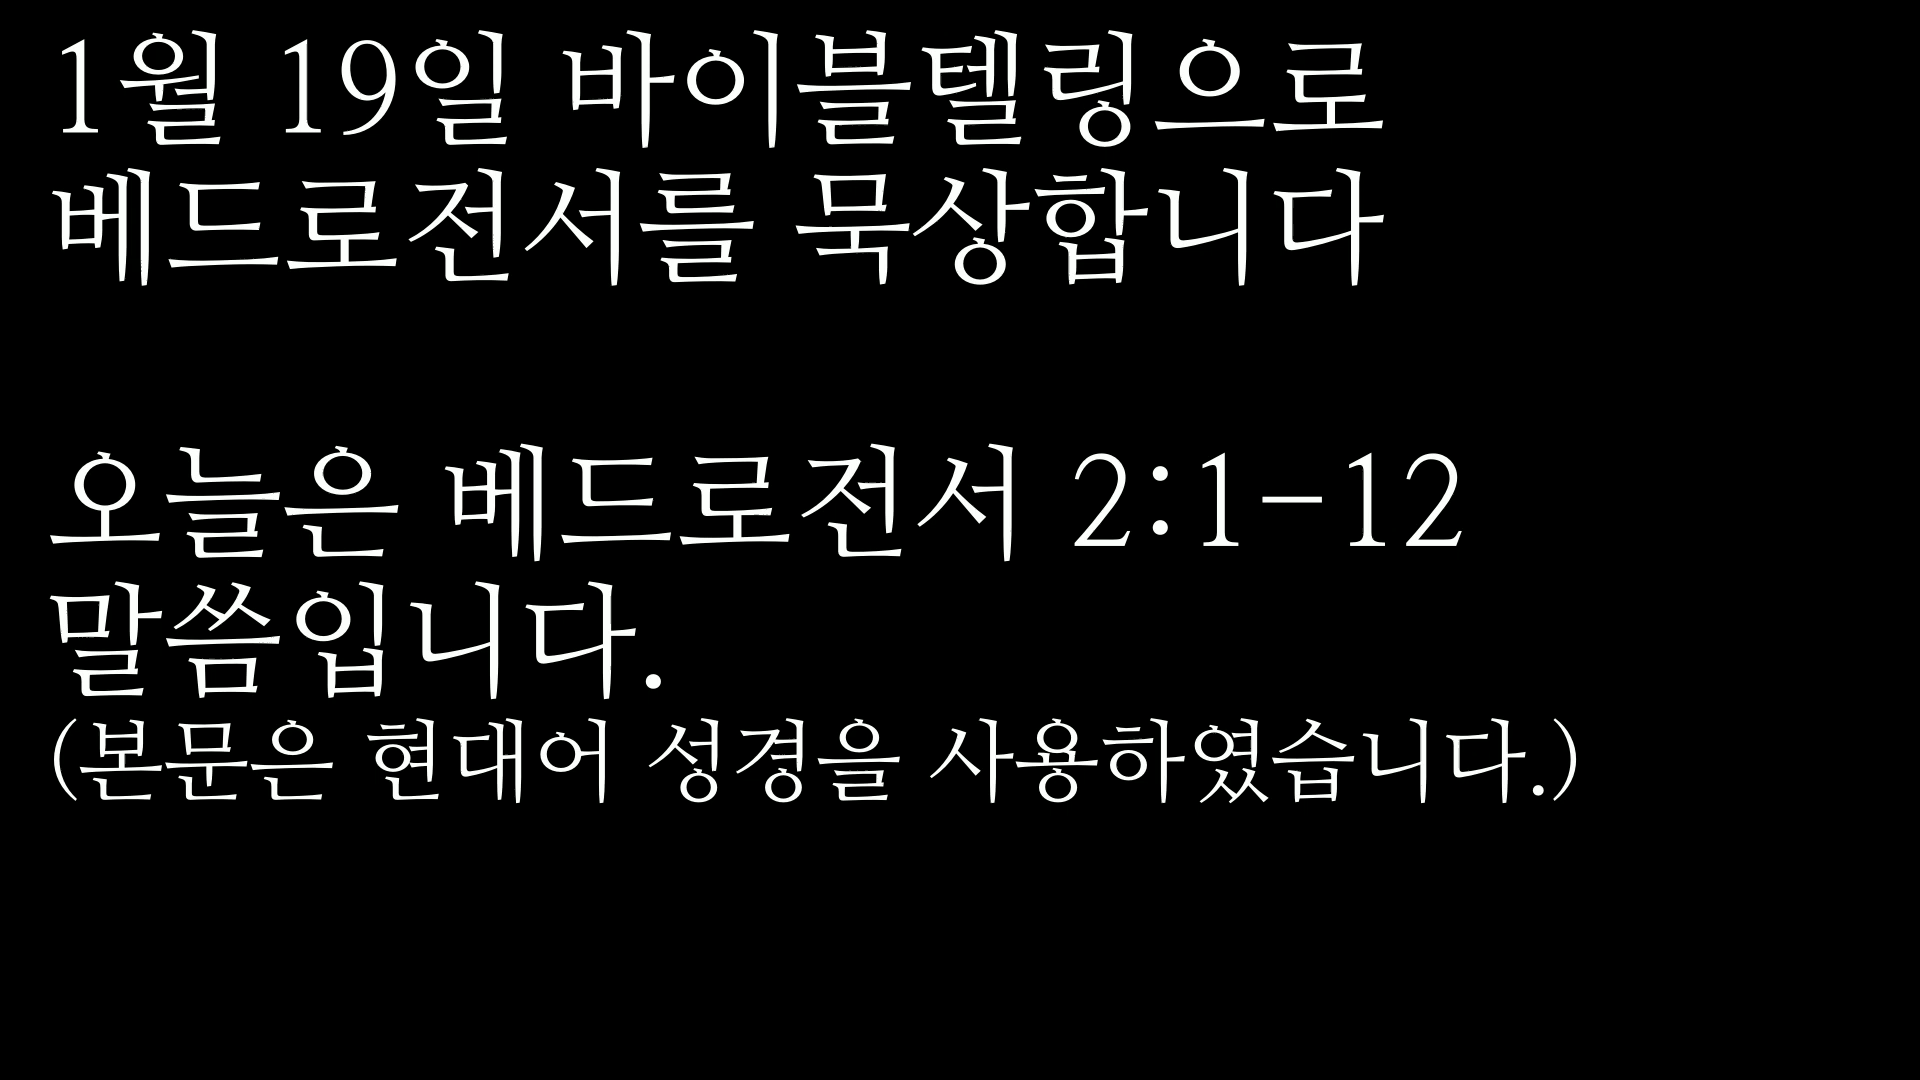 1월 19일 바이블텔링으로
베드로전서를 묵상합니다
오늘은 베드로전서 2:1-12
말씀입니다.
(본문은 현대어 성경을 사용하였습니다.)